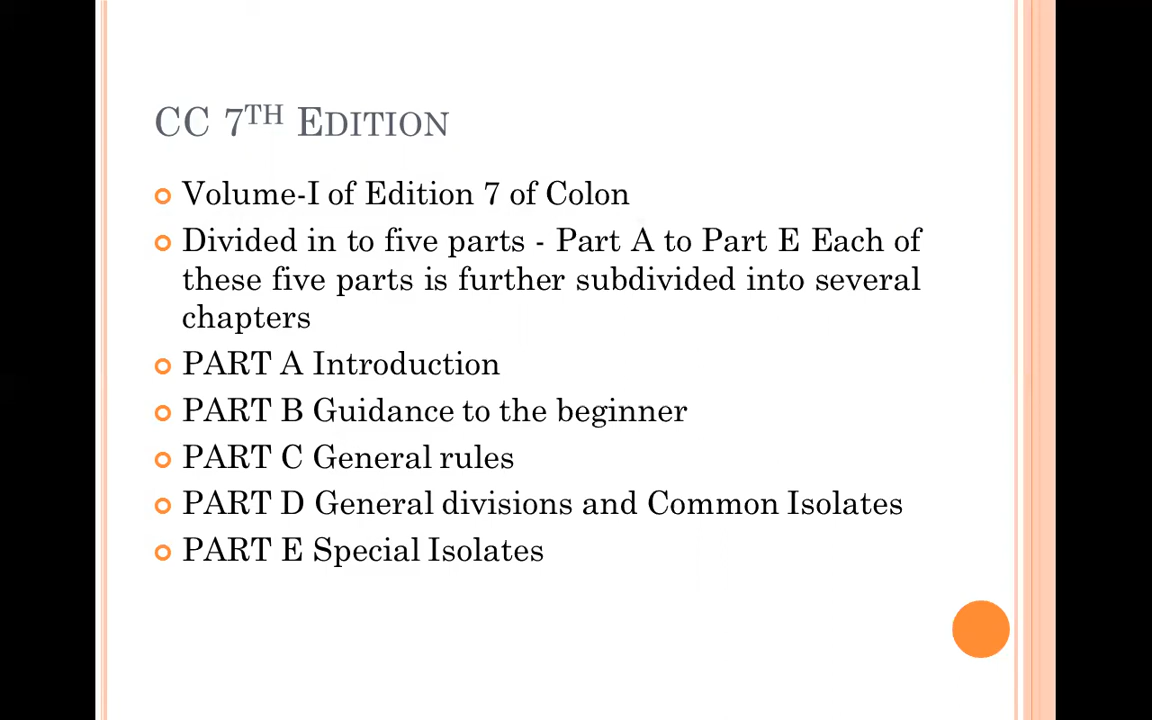 CC 7TH EDITION
Volume-I of Edition 7 of Colon
Divided in to five parts - Part A to Part E Each of
these five parts is further subdivided into several
chapters
PART A Introduction
PART B Guidance to the beginner
PART C General rules
PART D General divisions and Common Isolates
PART E Special Isolates